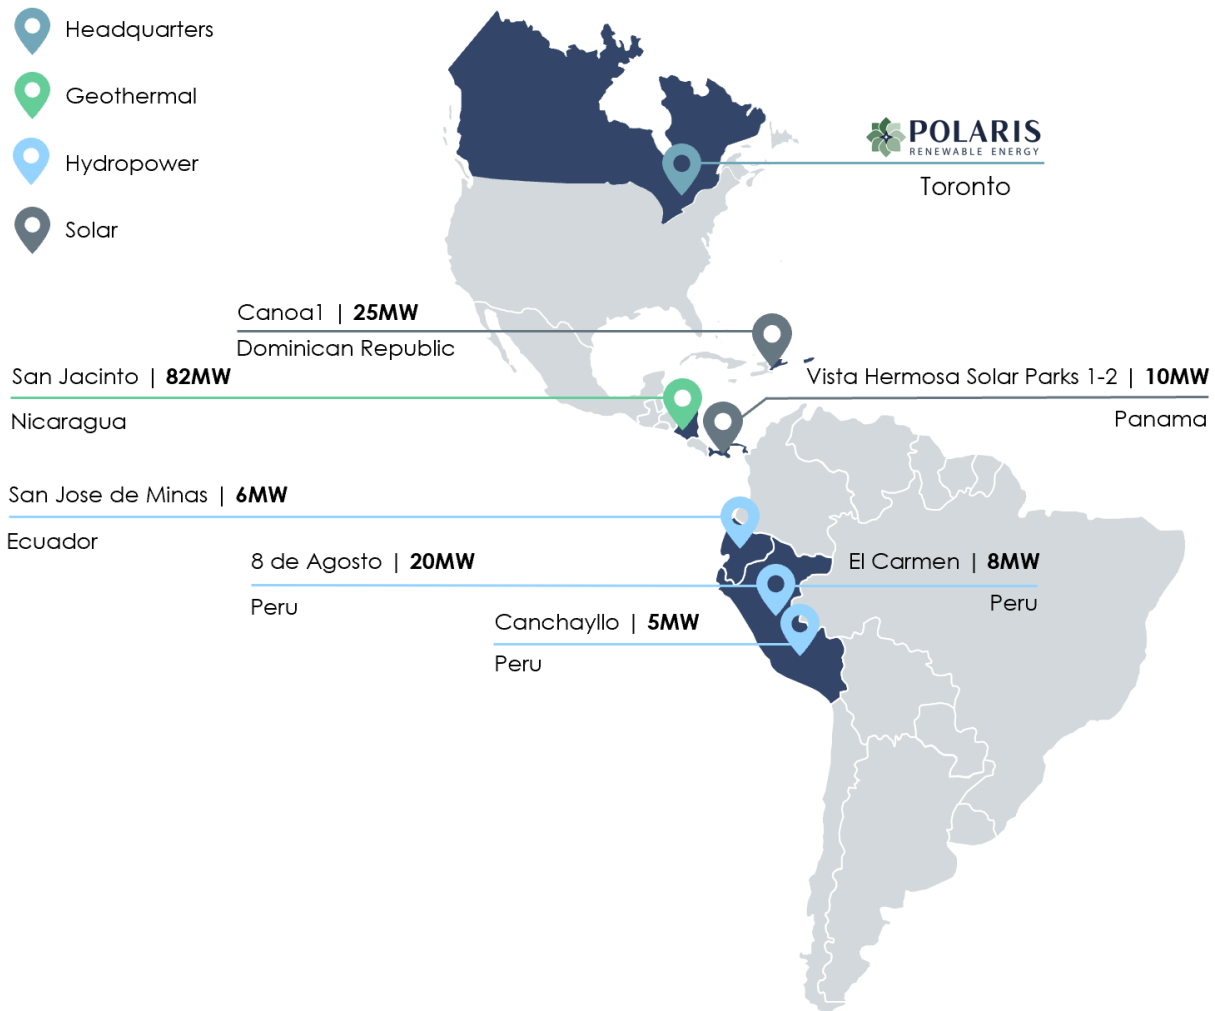 Headquarters
Geothermal
Hydropower
Solar
POLARIS
RENEWABLE ENERGY
Toronto
Canoa1 | 25MW
Dominican Republic
San Jacinto | 82MW
Nicaragua
Vista Hermosa Solar Parks 1-2 | 10MW
Panama
San Jose de Minas | 6MW
Ecuador
8 de Agosto | 20MW
Peru
El Carmen | 8MW
Peru
Canchayllo | 5MW
Peru